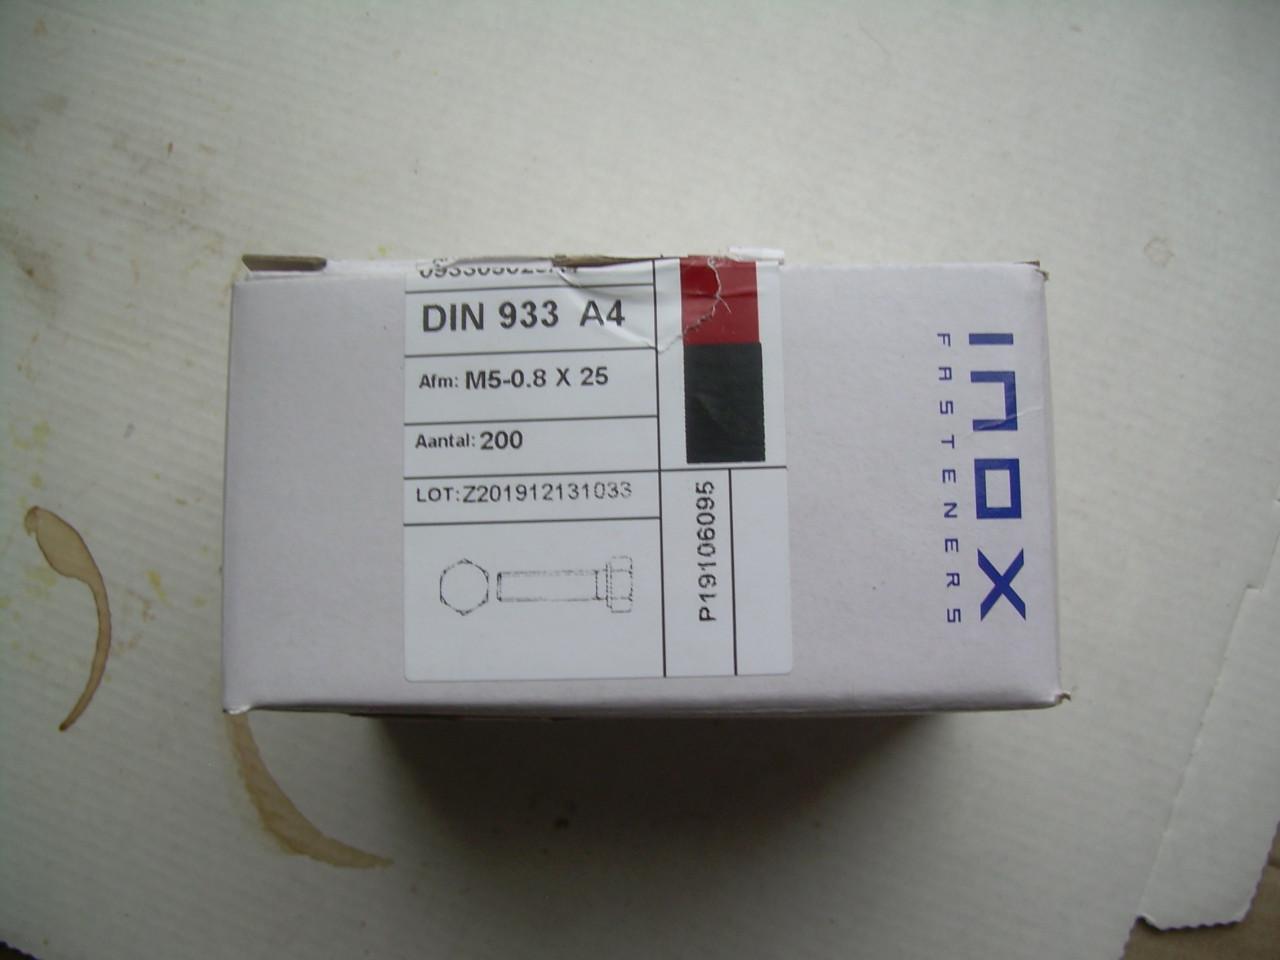 DIN 933 A4
Afm: M5-0.8 X 25
Aantal: 200
LOT:Z201912131033
P19106095
INOX
FASTENERS